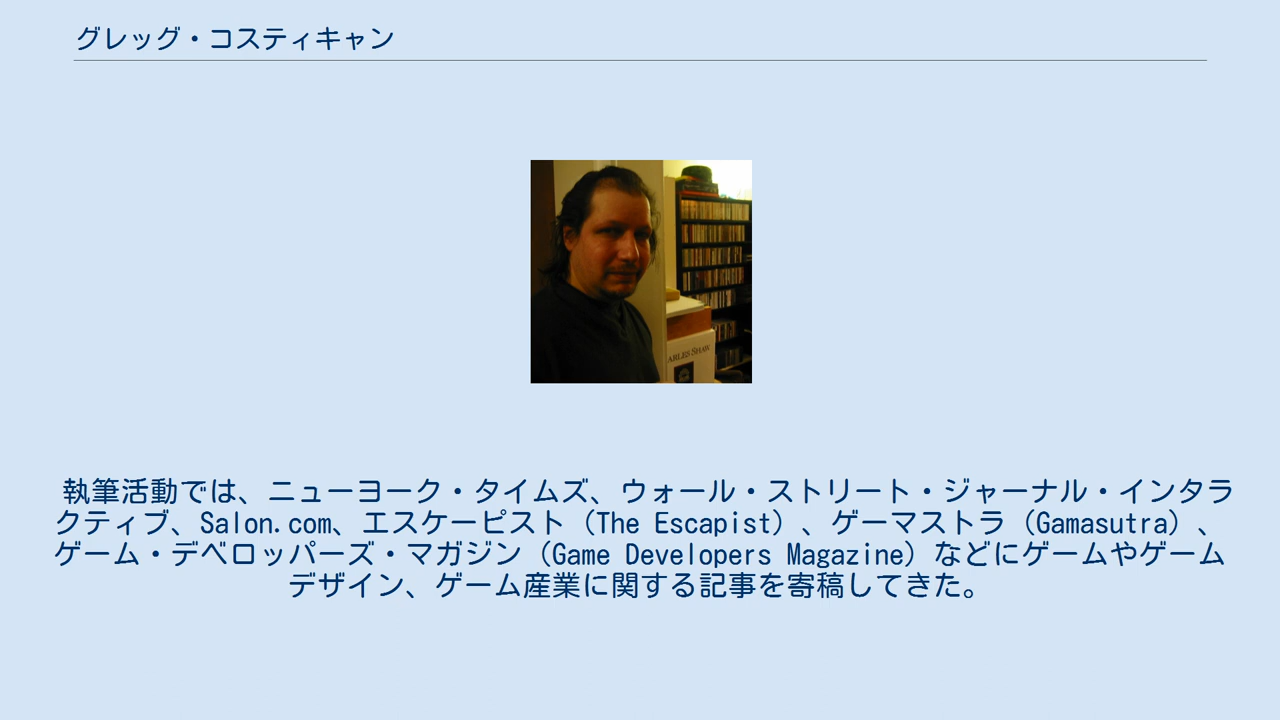 グレッグ・コスティキャン
ARLES SHAW
執筆活動では、ニューヨーク・タイムズ、ウォール・ストリート・ジャーナル・インタラ
クティブ、Salon.com、エスケーピスト（The Escapist）、ゲーマストラ（Gamasutra）、
ゲーム・デベロッパーズ・マガジン（Game Developers Magazine）などにゲームやゲーム
デザイン、ゲーム産業に関する記事を寄稿してきた。